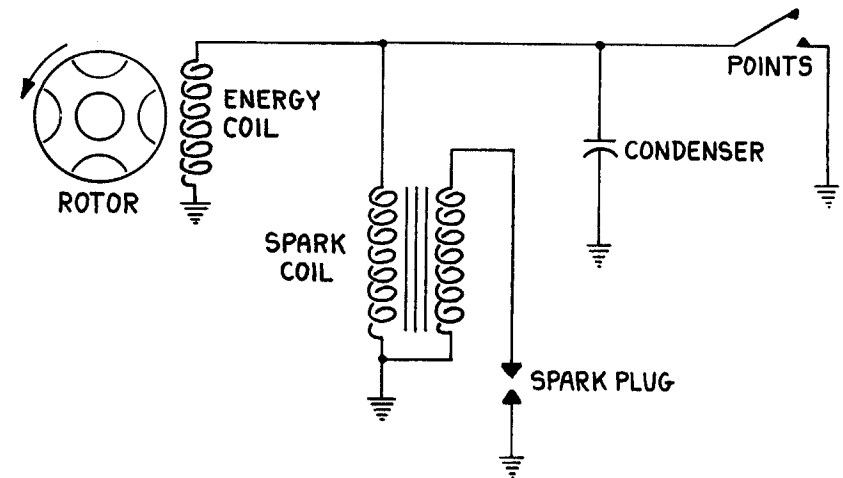 ROTOR
ENERGY
COIL
SPARK
COIL
POINTS
CONDENSER
SPARK PLUG